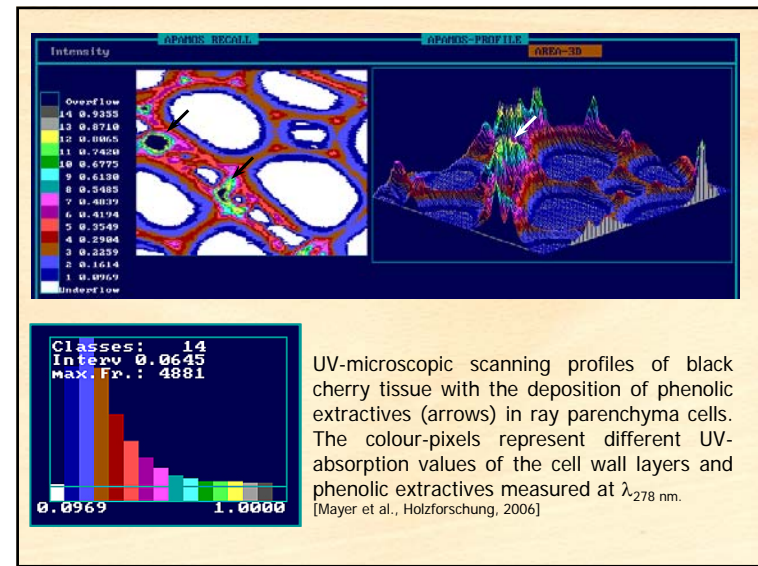 APAMOS RECALL
APAMOS-PROFILE
Intensity
AREA-3D
Overflow
14 0.9355
13 0.8710
12 0.8065
11 0.7420
10 0.6775
9 0.6130
8 0.5485
7 0.4839
6 0.4194
5 0.3549
4 0.2904
3 0.2259
2 0.1614
1 0.0969
Underflow
Classes: 14
Interv 0.0645
max.Fr.: 4881
0.0969 1.0000
UV-microscopic scanning profiles of black
cherry tissue with the deposition of phenolic
extractives (arrows) in ray parenchyma cells.
The colour-pixels represent different UV-
absorption values of the cell wall layers and
phenolic extractives measured at λ278 nm.
[Mayer et al., Holzforschung, 2006]